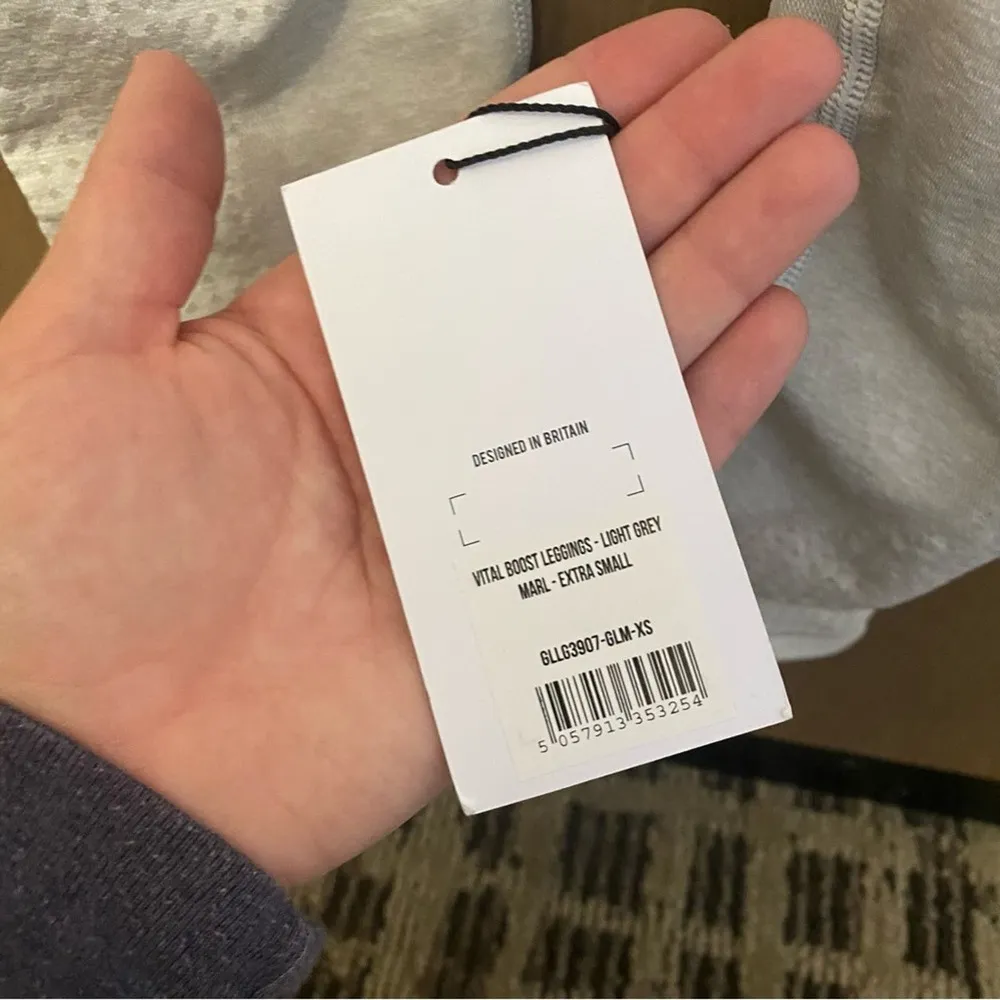 DESIGNED IN BRITAIN
VITAL BOOST LEGGINGS - LIGHT GREY
MARL - EXTRA SMALL
GLLG3907-GLM-XS
5 057913 353254